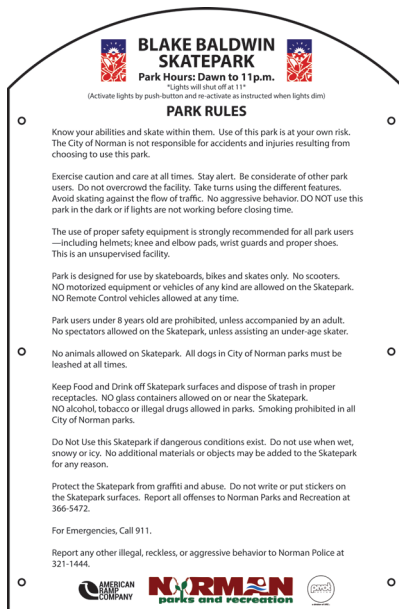 BLAKE BALDWIN
SKATEPARK
Park Hours: Dawn to 11p.m.
*Lights will shut off at 11*
(Activate lights by push-button and re-activate as instructed when lights dim)
PARK RULES
Know your abilities and skate within them. Use of this park is at your own risk.
The City of Norman is not responsible for accidents and injuries resulting from
choosing to use this park.
Exercise caution and care at all times. Stay alert. Be considerate of other park
users. Do not overcrowd the facility. Take turns using the different features.
Avoid skating against the flow of traffic. No aggressive behavior. DO NOT use this
park in the dark or if lights are not working before closing time.
The use of proper safety equipment is strongly recommended for all park users
—including helmets; knee and elbow pads, wrist guards and proper shoes.
This is an unsupervised facility.
Park is designed for use by skateboards, bikes and skates only. No scooters.
NO motorized equipment or vehicles of any kind are allowed on the Skatepark.
NO Remote Control vehicles allowed at any time.
Park users under 8 years old are prohibited, unless accompanied by an adult.
No spectators allowed on the Skatepark, unless assisting an under-age skater.
No animals allowed on Skatepark. All dogs in City of Norman parks must be
leashed at all times.
Keep Food and Drink off Skatepark surfaces and dispose of trash in proper
receptacles. NO glass containers allowed on or near the Skatepark.
NO alcohol, tobacco or illegal drugs allowed in parks. Smoking prohibited in all
City of Norman parks.
Do Not Use this Skatepark if dangerous conditions exist. Do not use when wet,
snowy or icy. No additional materials or objects may be added to the Skatepark
for any reason.
Protect the Skatepark from graffiti and abuse. Do not write or put stickers on
the Skatepark surfaces. Report all offenses to Norman Parks and Recreation at
366-5472.
For Emergencies, Call 911.
Report any other illegal, reckless, or aggressive behavior to Norman Police at
321-1444.
AMERICAN
RAMP
COMPANY
NORMAN
parks and recreation